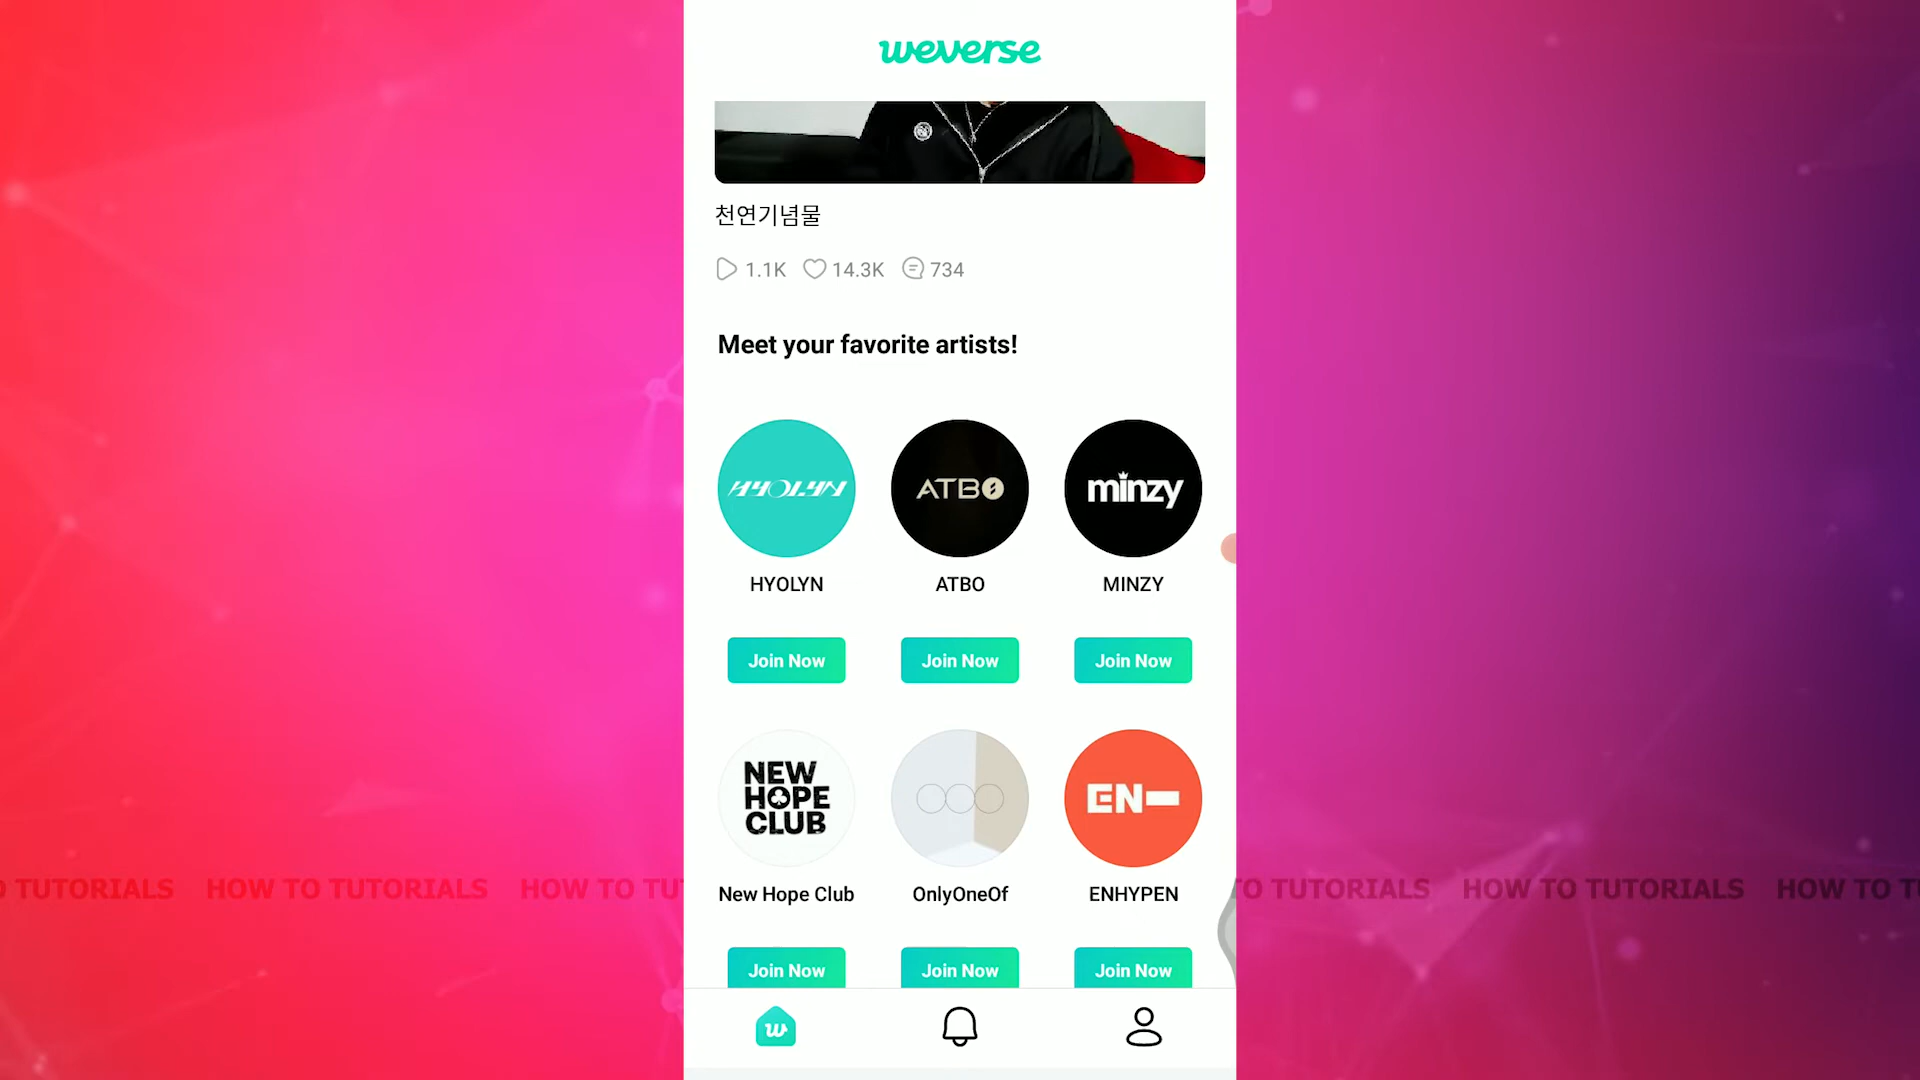 weverse
천연기념물
1.1K 14.3K 734
Meet your favorite artists!
HYOLYN ATBO minzy
HYOLYN ATBO MINZY
Join Now Join Now Join Now
NEW
HOPE
CLUB
EN-
New Hope Club OnlyOneOf ENHYPEN
O TUTORIALS HOW TO TUTORIALS HOW TO TU TO TUTORIALS HOW TO TUTORIALS HOW TO T
Join Now Join Now Join Now
w